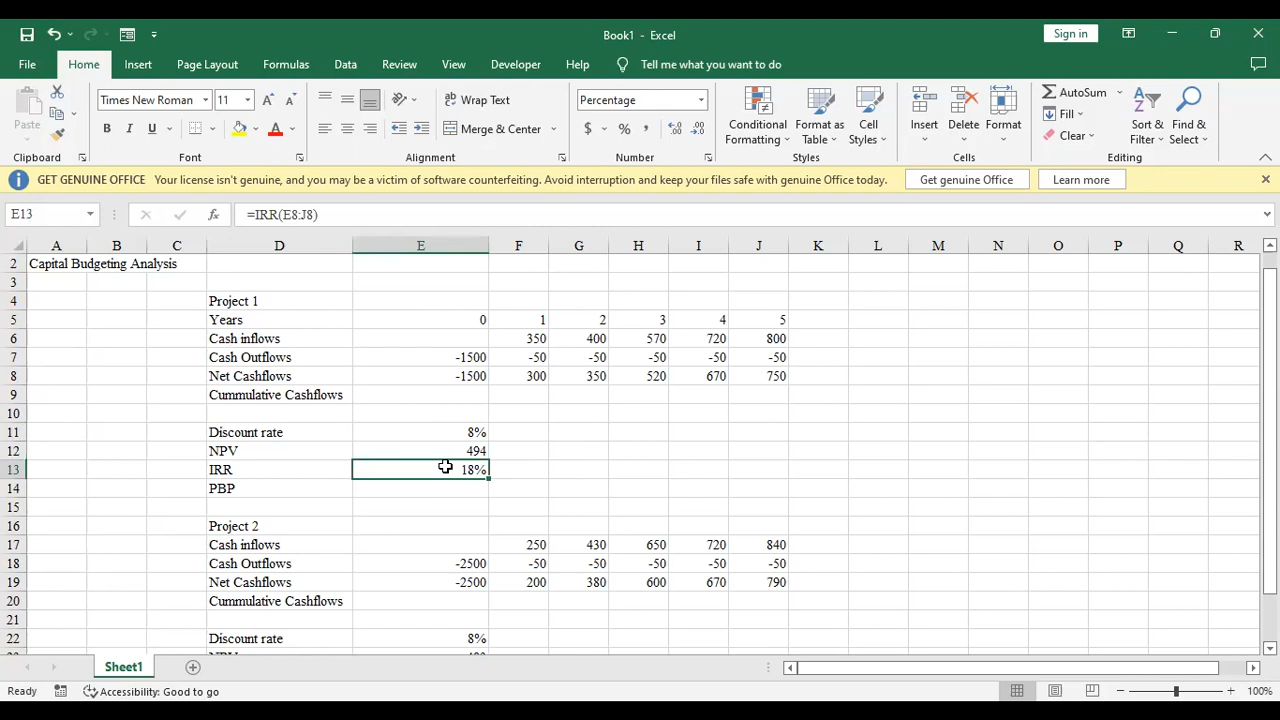 Book1 - Excel
Sign in
File Home Insert Page Layout Formulas Data Review View Developer Help Tell me what you want to do
Paste
Clipboard
Times New Roman 11
B I U
Font
Wrap Text
Merge & Center
Alignment
Percentage
$ % ,
Number
Conditional Formatting
Format as Table
Cell Styles
Styles
Insert Delete Format
Cells
AutoSum
Fill
Clear
Sort & Filter
Find & Select
Editing
GET GENUINE OFFICE Your license isn't genuine, and you may be a victim of software counterfeiting. Avoid interruption and keep your files safe with genuine Office today. Get genuine Office Learn more
E13 fx =IRR(E8:J8)
A B C D E F G H I J K L M N O P Q R
2 Capital Budgeting Analysis
3
4 Project 1
5 Years 0 1 2 3 4 5
6 Cash inflows 350 400 570 720 800
7 Cash Outflows -1500 -50 -50 -50 -50 -50
8 Net Cashflows -1500 300 350 520 670 750
9 Cummulative Cashflows
10
11 Discount rate 8%
12 NPV 494
13 IRR 18%
14 PBP
15
16 Project 2
17 Cash inflows 250 430 650 720 840
18 Cash Outflows -2500 -50 -50 -50 -50 -50
19 Net Cashflows -2500 200 380 600 670 790
20 Cummulative Cashflows
21
22 Discount rate 8%
Sheet1
Ready Accessibility: Good to go 100%